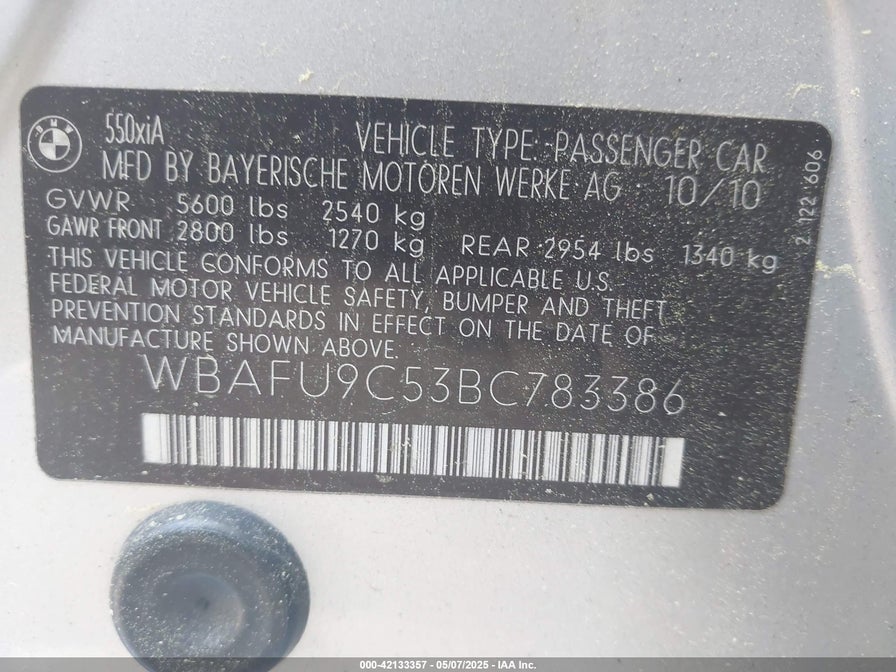 BMW
550xiA
VEHICLE TYPE: PASSENGER CAR
MFD BY BAYERISCHE MOTOREN WERKE AG 10/10
GVWR 5600 lbs 2540 kg
GAWR FRONT 2800 lbs 1270 kg REAR 2954 lbs 1340 kg
THIS VEHICLE CONFORMS TO ALL APPLICABLE U.S.
FEDERAL MOTOR VEHICLE SAFETY, BUMPER AND THEFT
PREVENTION STANDARDS IN EFFECT ON THE DATE OF
MANUFACTURE SHOWN ABOVE.
WBAFU9C53BC783386
2 122 606
000-42133357 - 05/07/2025 - IAA Inc.